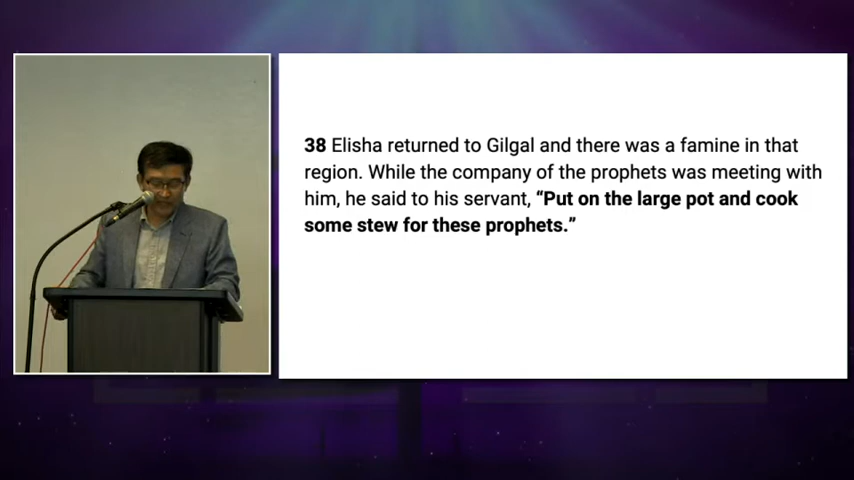 38 Elisha returned to Gilgal and there was a famine in that
region. While the company of the prophets was meeting with
him, he said to his servant, “Put on the large pot and cook
some stew for these prophets.”